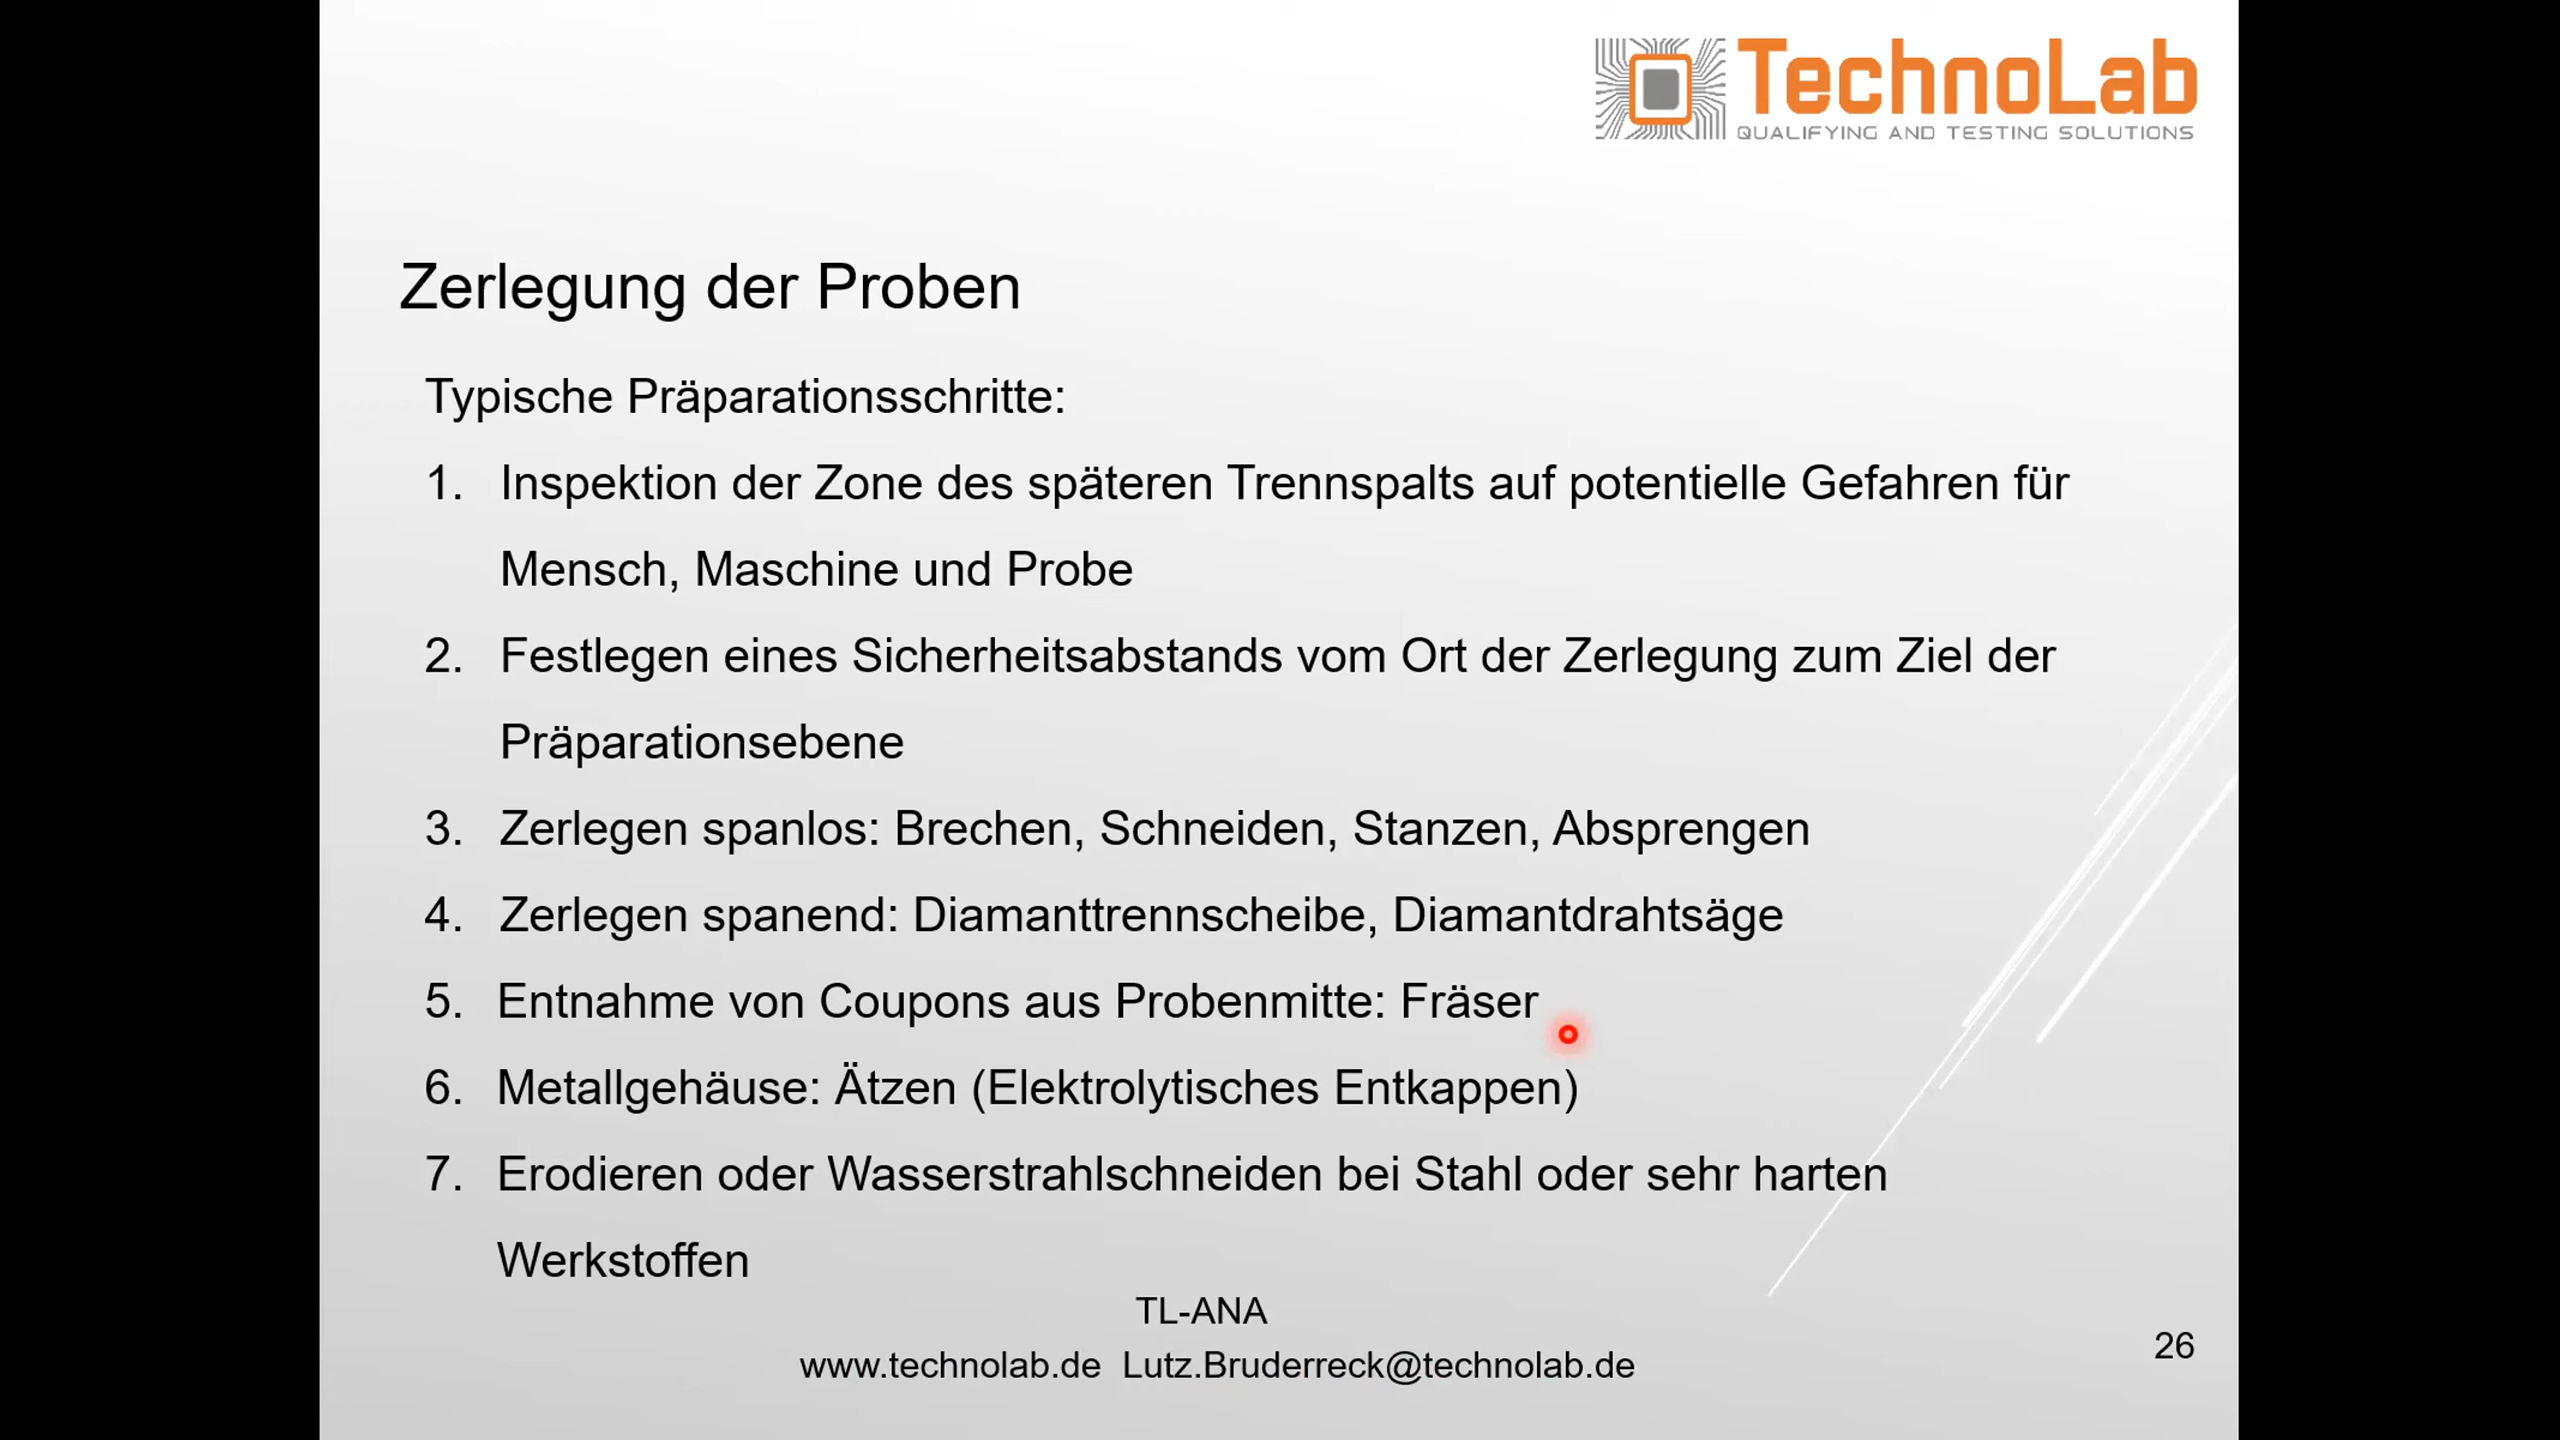 TechnoLab
QUALIFYING AND TESTING SOLUTIONS
Zerlegung der Proben
Typische Präparationsschritte:
1. Inspektion der Zone des späteren Trennspalts auf potentielle Gefahren für
Mensch, Maschine und Probe
2. Festlegen eines Sicherheitsabstands vom Ort der Zerlegung zum Ziel der
Präparationsebene
3. Zerlegen spanlos: Brechen, Schneiden, Stanzen, Absprengen
4. Zerlegen spanend: Diamanttrennscheibe, Diamantdrahtsäge
5. Entnahme von Coupons aus Probenmitte: Fräser
6. Metallgehäuse: Ätzen (Elektrolytisches Entkappen)
7. Erodieren oder Wasserstrahlschneiden bei Stahl oder sehr harten
Werkstoffen
TL-ANA
www.technolab.de Lutz.Bruderreck@technolab.de
26